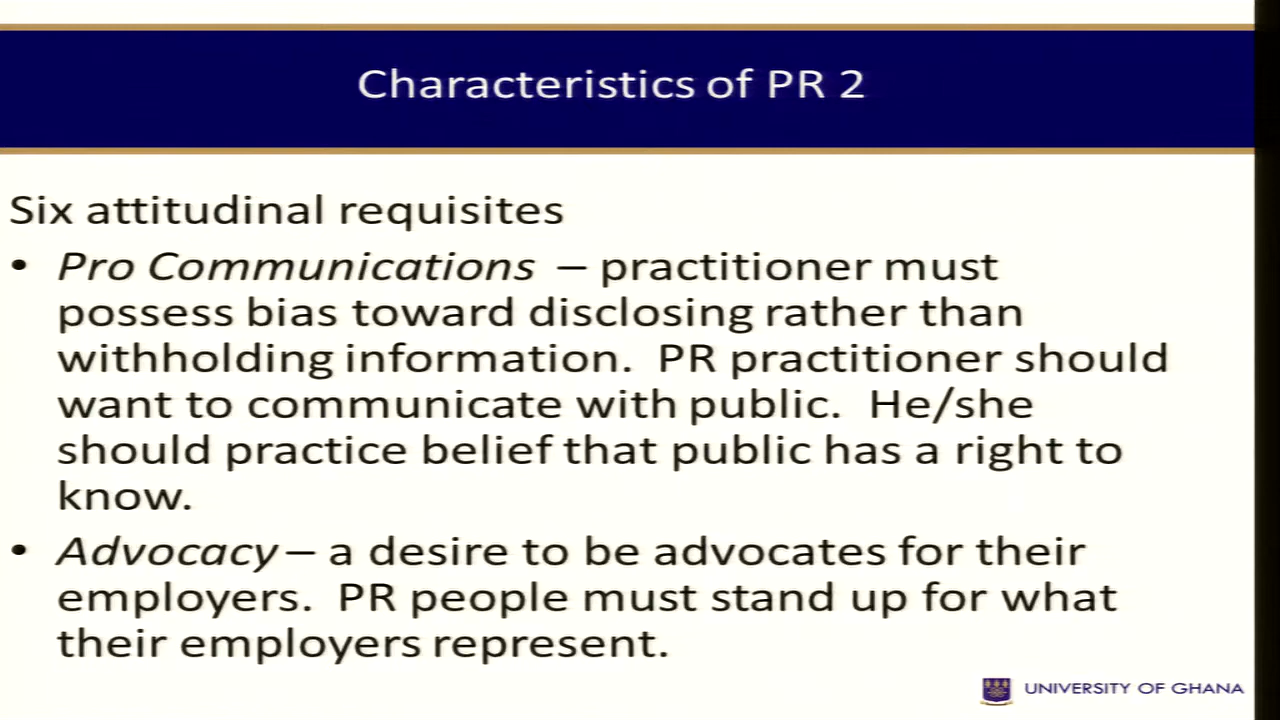 Characteristics of PR 2
Six attitudinal requisites
• Pro Communications – practitioner must
possess bias toward disclosing rather than
withholding information. PR practitioner should
want to communicate with public. He/she
should practice belief that public has a right to
know.
• Advocacy – a desire to be advocates for their
employers. PR people must stand up for what
their employers represent.
UNIVERSITY OF GHANA